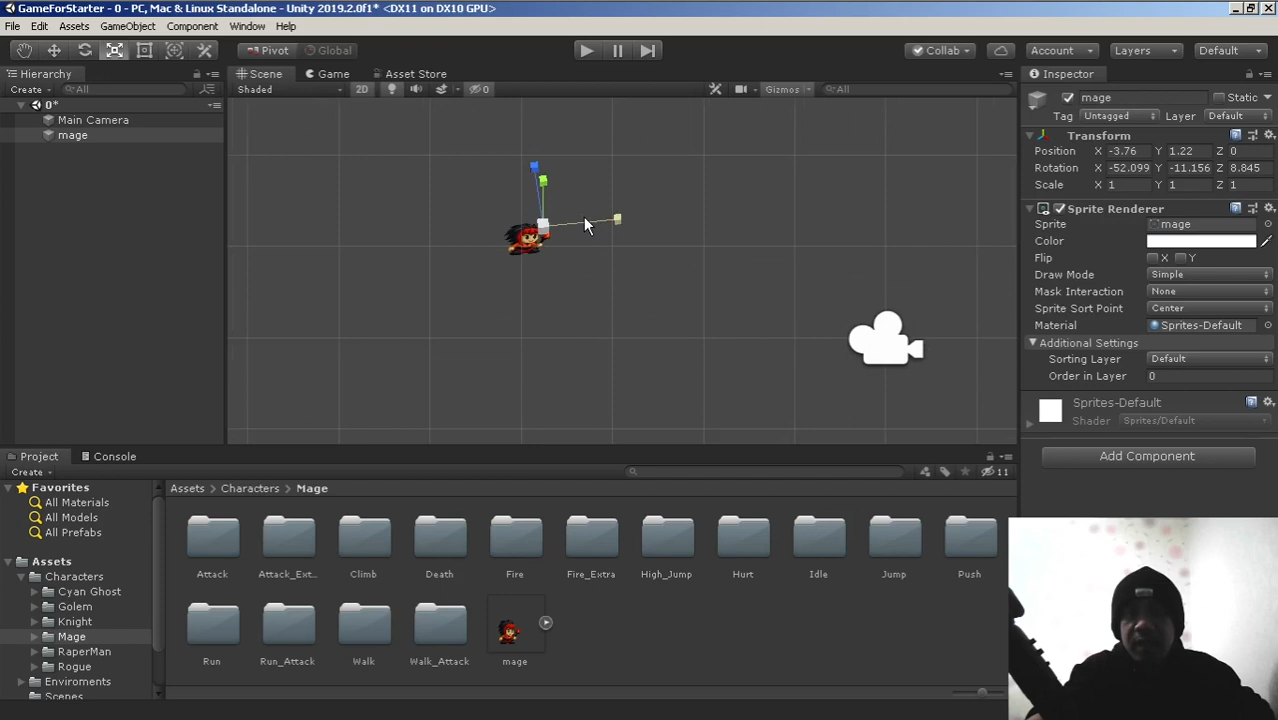 GameForStarter - 0 - PC, Mac & Linux Standalone - Unity 2019.2.0f1* <DX11 on DX10 GPU>
File Edit Assets GameObject Component Window Help
Pivot Global Collab Account Layers Default
Hierarchy
Create All
0*
Main Camera
mage
Scene Game Asset Store
Shaded 2D 0 Gizmos All
Inspector
mage Static
Tag Untagged Layer Default
Transform
Position X -3.76 Y 1.22 Z 0
Rotation X -52.099 Y -11.156 Z 8.845
Scale X 1 Y 1 Z 1
Sprite Renderer
Sprite mage
Color
Flip X Y
Draw Mode Simple
Mask Interaction None
Sprite Sort Point Center
Material Sprites-Default
Additional Settings
Sorting Layer Default
Order in Layer 0
Sprites-Default
Shader Sprites/Default
Add Component
Project Console
Create 11
Favorites
All Materials
All Models
All Prefabs
Assets
Characters
Cyan Ghost
Golem
Knight
Mage
RaperMan
Rogue
Enviroments
Scenes
Assets Characters Mage
Attack Attack_Ext... Climb Death Fire Fire_Extra High_Jump Hurt Idle Jump Push
Run Run_Attack Walk Walk_Attack mage